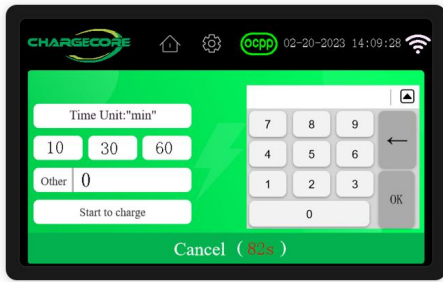 CHARGECORE
ocpp
02-20-2023 14:09:28
Time Unit:"min"
10 30 60
Other 0
Start to charge
7 8 9
←
4 5 6
1 2 3
OK
0
Cancel ( 82s )